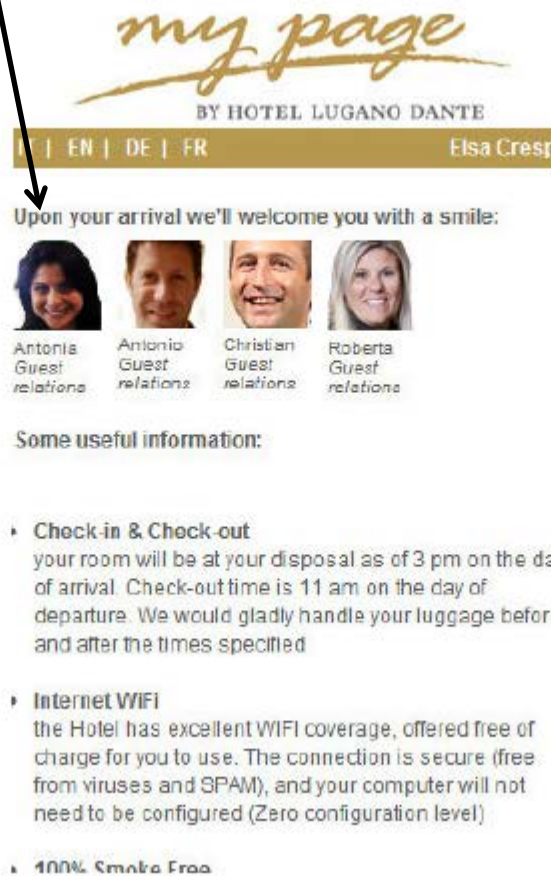 my page
BY HOTEL LUGANO DANTE
IT | EN | DE | FR Elsa Cresp
Upon your arrival we'll welcome you with a smile:
Antonia Antonio Christian Roberta
Guest Guest Guest Guest
relations relations relations relations
Some useful information:
Check-in & Check-out
your room will be at your disposal as of 3 pm on the da
of arrival. Check-out time is 11 am on the day of
departure. We would gladly handle your luggage befor
and after the times specified
Internet WiFi
the Hotel has excellent WIFI coverage, offered free of
charge for you to use. The connection is secure (free
from viruses and SPAM), and your computer will not
need to be configured (Zero configuration level)
100% Smoke Free